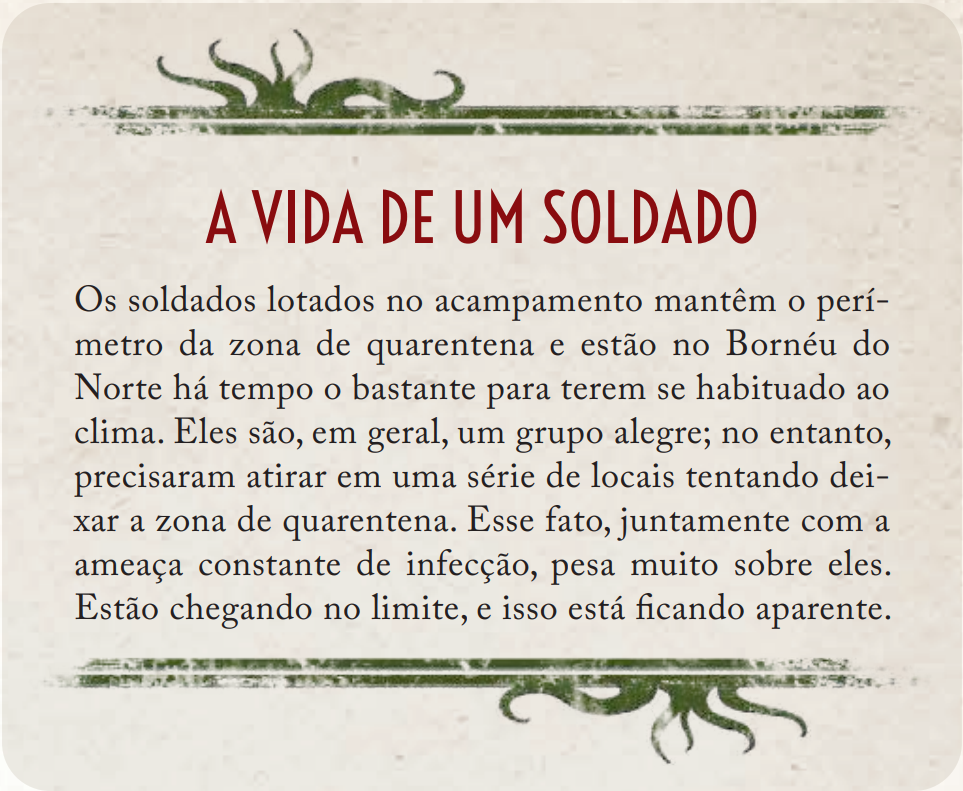 A VIDA DE UM SOLDADO
Os soldados lotados no acampamento mantêm o perí-
metro da zona de quarentena e estão no Bornéu do
Norte há tempo o bastante para terem se habituado ao
clima. Eles são, em geral, um grupo alegre; no entanto,
precisaram atirar em uma série de locais tentando dei-
xar a zona de quarentena. Esse fato, juntamente com a
ameaça constante de infecção, pesa muito sobre eles.
Estão chegando no limite, e isso está ficando aparente.